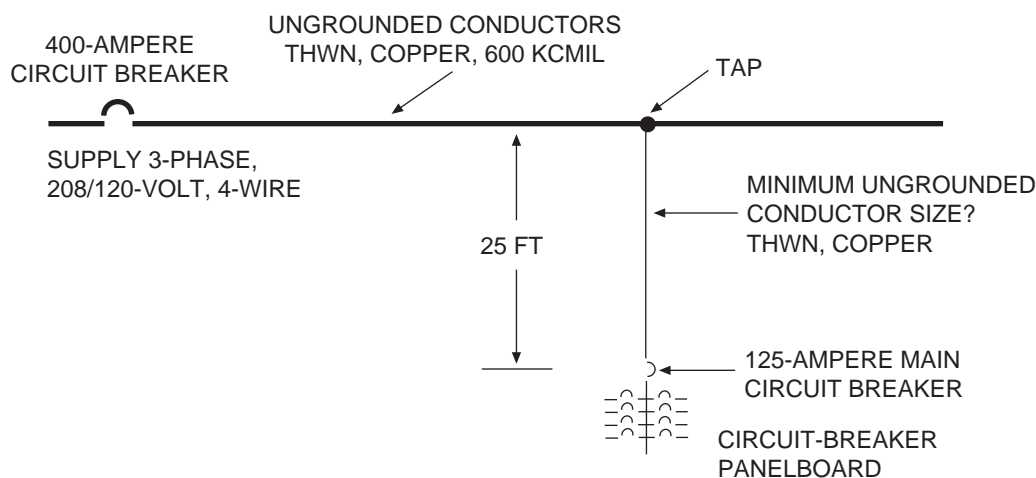 400-AMPERE
CIRCUIT BREAKER
UNGROUNDED CONDUCTORS
THWN, COPPER, 600 KCMIL
TAP
SUPPLY 3-PHASE,
208/120-VOLT, 4-WIRE
25 FT
MINIMUM UNGROUNDED
CONDUCTOR SIZE?
THWN, COPPER
125-AMPERE MAIN
CIRCUIT BREAKER
CIRCUIT-BREAKER
PANELBOARD